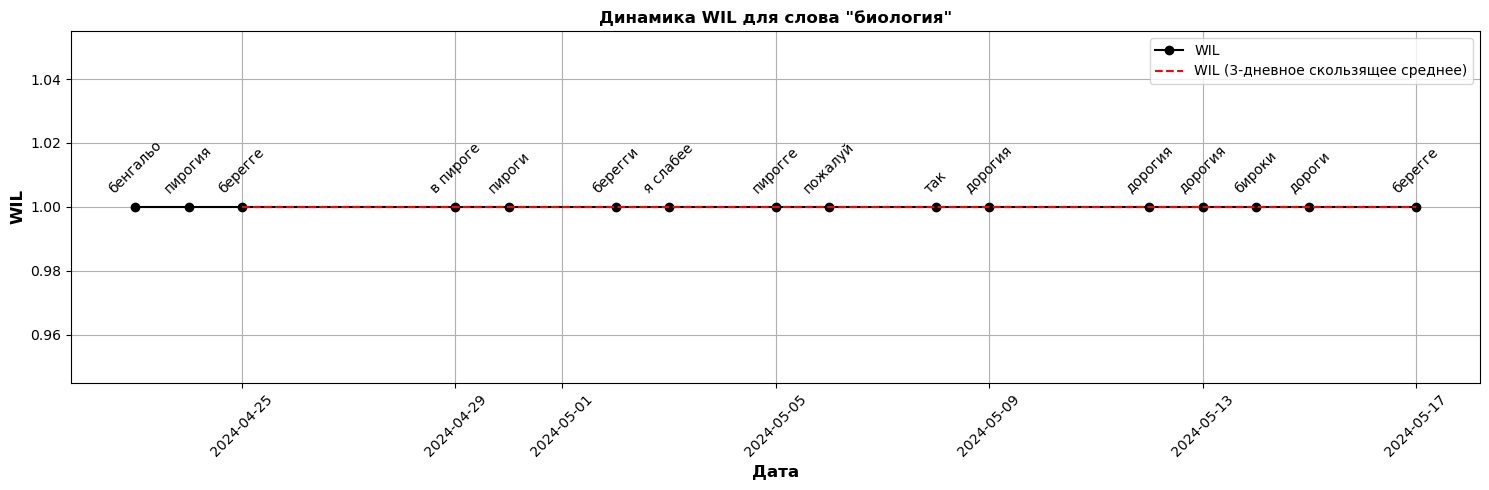 Динамика WIL для слова "биология"
WIL
WIL (3-дневное скользящее среднее)
1.04
1.02
1.00
0.98
0.96
WIL
бенгальо
пирогия
берегге
в пироге
пироги
берегги
я слабее
пирогге
пожалуй
так
дорогия
дорогия
дорогия
бироки
дороги
берегге
2024-04-25
2024-04-29
2024-05-01
2024-05-05
2024-05-09
2024-05-13
2024-05-17
Дата